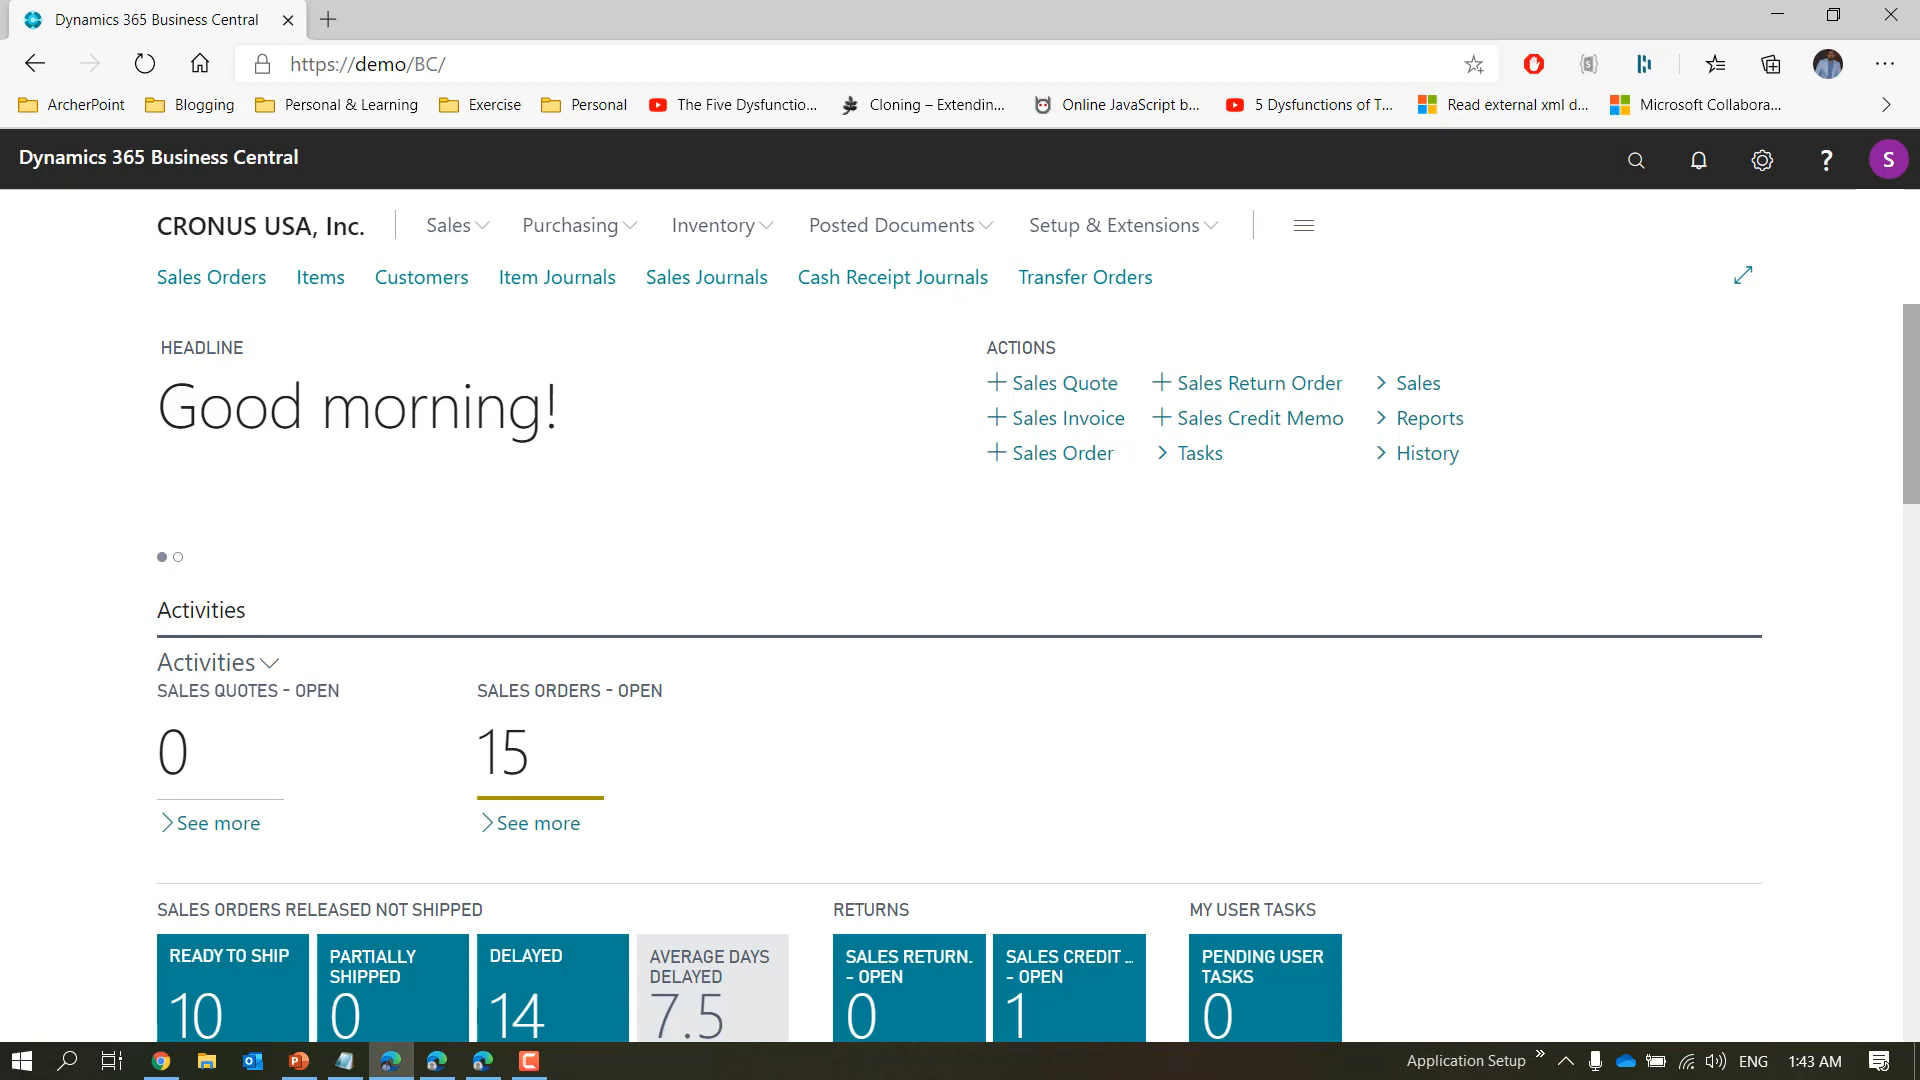 Dynamics 365 Business Central
https://demo/BC/
ArcherPoint Blogging Personal & Learning Exercise Personal The Five Dysfunctio... Cloning – Extendin... Online JavaScript b... 5 Dysfunctions of T... Read external xml d... Microsoft Collabora...
Dynamics 365 Business Central ? S
CRONUS USA, Inc. Sales Purchasing Inventory Posted Documents Setup & Extensions
Sales Orders Items Customers Item Journals Sales Journals Cash Receipt Journals Transfer Orders
HEADLINE
Good morning!
ACTIONS
Sales Quote Sales Return Order Sales
Sales Invoice Sales Credit Memo Reports
Sales Order Tasks History
Activities
Activities
SALES QUOTES - OPEN SALES ORDERS - OPEN
0 15
See more See more
SALES ORDERS RELEASED NOT SHIPPED RETURNS MY USER TASKS
READY TO SHIP
10
PARTIALLY
SHIPPED
0
DELAYED
14
AVERAGE DAYS
DELAYED
7.5
SALES RETURN.
- OPEN
0
SALES CREDIT ...
- OPEN
1
PENDING USER
TASKS
0
Application Setup ENG 1:43 AM